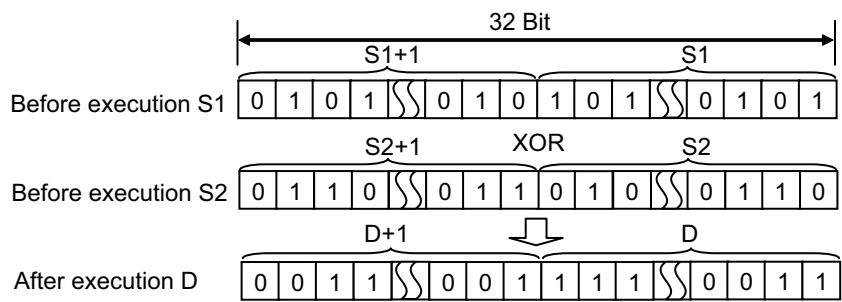 32 Bit
S1+1 S1
Before execution S1 0 1 0 1 0 1 0 1 0 1 0 1 0 1
S2+1 XOR S2
Before execution S2 0 1 1 0 0 1 1 0 1 0 0 1 1 0
D+1 D
After execution D 0 0 1 1 0 0 1 1 1 1 0 0 1 1